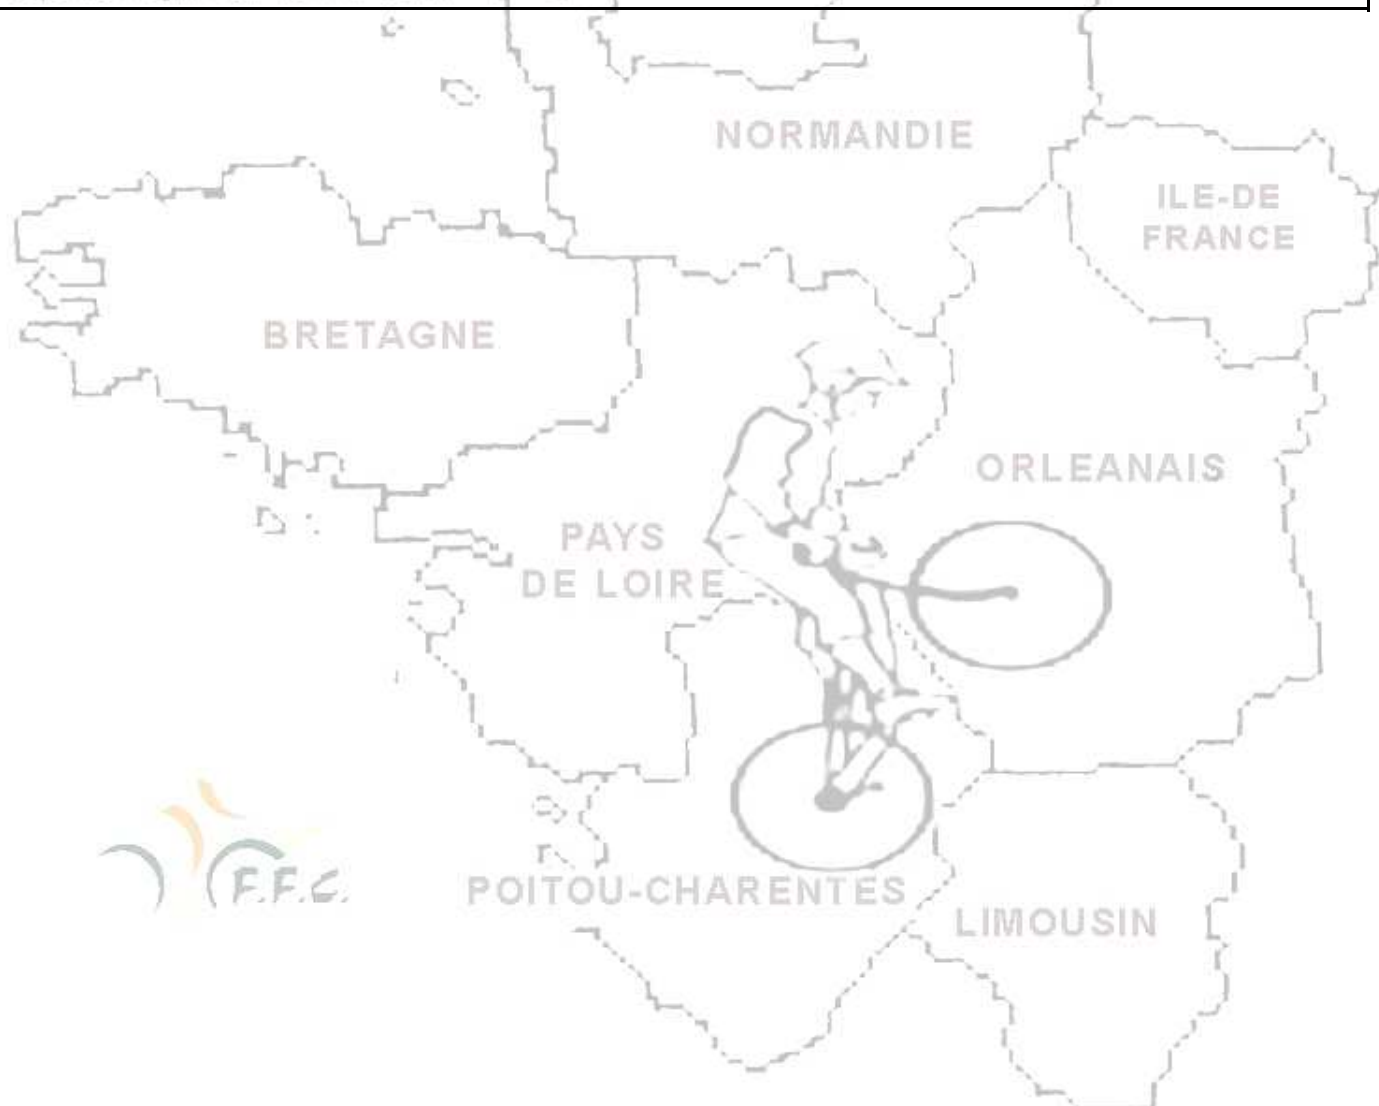 NORMANDIE
ILE-DE
FRANCE
BRETAGNE
ORLEANAIS
PAYS
DE LOIRE
F.F.C.
POITOU-CHARENTES
LIMOUSIN